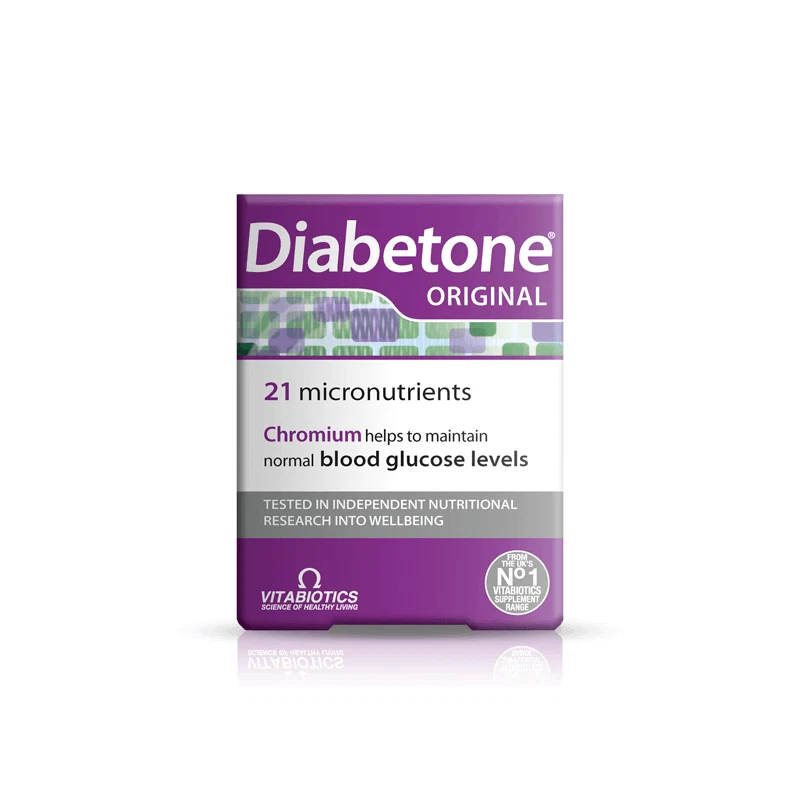 Diabetone®
ORIGINAL
21 micronutrients
Chromium helps to maintain
normal blood glucose levels
TESTED IN INDEPENDENT NUTRITIONAL
RESEARCH INTO WELLBEING
VITABIOTICS
SCIENCE OF HEALTHY LIVING
FROM
THE UK'S
Nº1
VITABIOTICS
SUPPLEMENT
RANGE